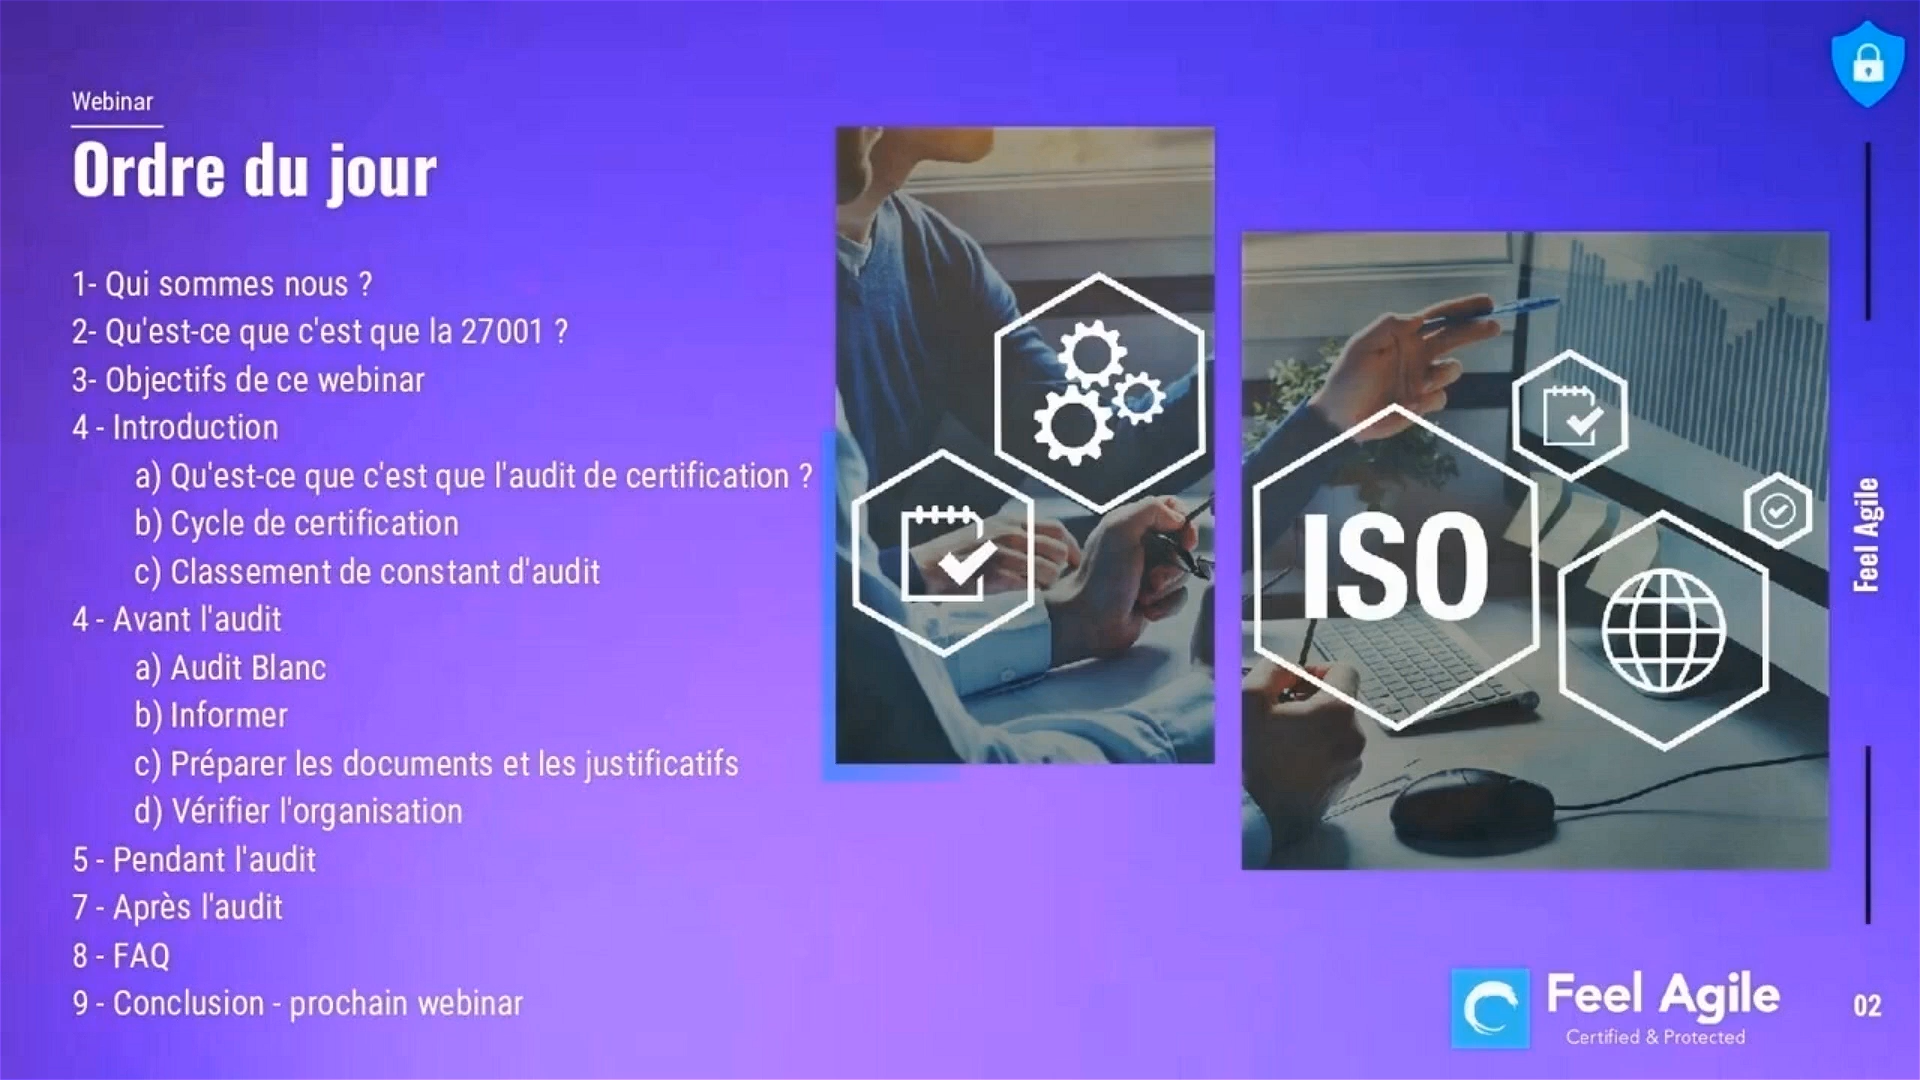 Webinar
Ordre du jour
1- Qui sommes nous ?
2- Qu'est-ce que c'est que la 27001 ?
3- Objectifs de ce webinar
4 - Introduction
a) Qu'est-ce que c'est que l'audit de certification ?
b) Cycle de certification
c) Classement de constant d'audit
4 - Avant l'audit
a) Audit Blanc
b) Informer
c) Préparer les documents et les justificatifs
d) Vérifier l'organisation
5 - Pendant l'audit
7 - Après l'audit
8 - FAQ
9 - Conclusion - prochain webinar
ISO
Feel Agile
Feel Agile
Certified & Protected
02